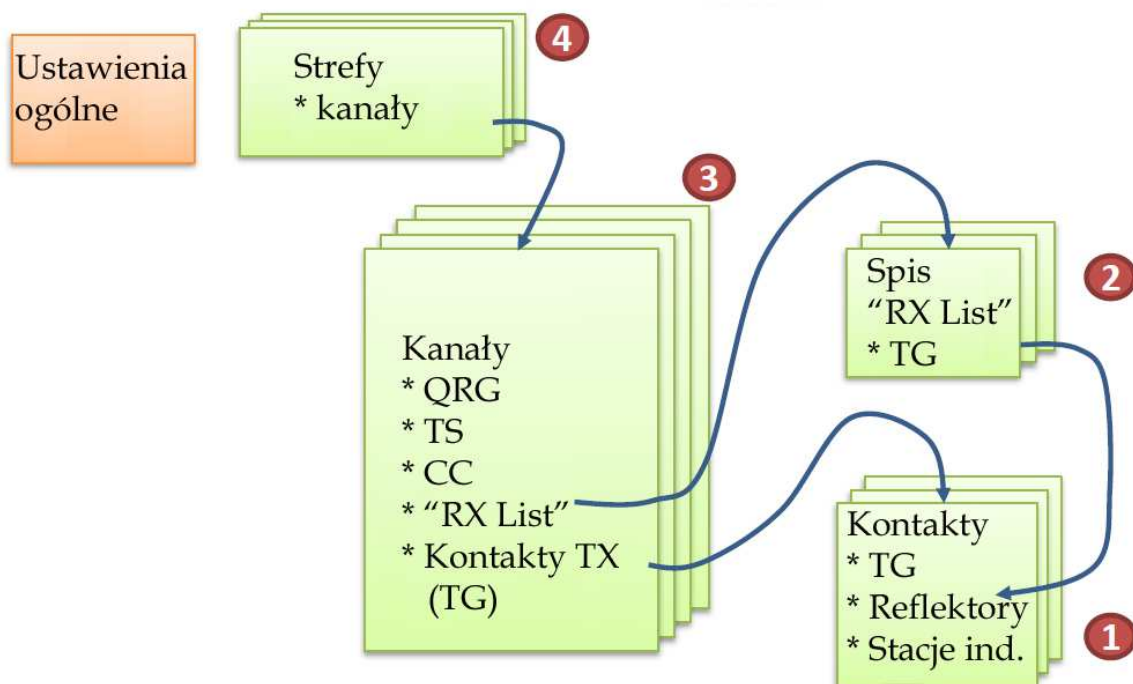 Ustawienia
ogólne
Strefy
* kanały
4
3
Kanały
* QRG
* TS
* CC
* “RX List”
* Kontakty TX
(TG)
Spis
“RX List”
* TG
2
Kontakty
* TG
* Reflektory
* Stacje ind.
1